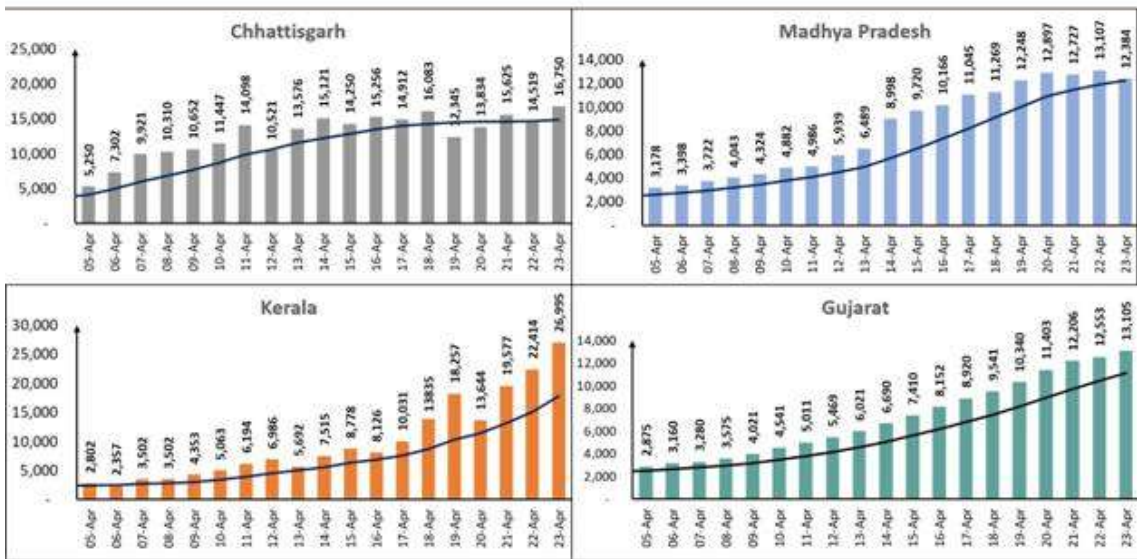 Chhattisgarh
25,000
20,000
15,000
10,000
5,000
-
5,250
7,302
9,921
10,310
10,652
11,447
14,098
10,521
13,576
15,121
14,250
15,256
14,912
16,083
12,345
13,834
15,625
14,519
16,750
05-Apr
06-Apr
07-Apr
08-Apr
09-Apr
10-Apr
11-Apr
12-Apr
13-Apr
14-Apr
15-Apr
16-Apr
17-Apr
18-Apr
19-Apr
20-Apr
21-Apr
22-Apr
23-Apr
Madhya Pradesh
14,000
12,000
10,000
8,000
6,000
4,000
2,000
-
3,178
3,398
3,722
4,043
4,324
4,882
4,986
5,939
6,489
8,998
9,720
10,166
11,045
11,269
12,248
12,897
12,727
13,107
12,384
05-Apr
06-Apr
07-Apr
08-Apr
09-Apr
10-Apr
11-Apr
12-Apr
13-Apr
14-Apr
15-Apr
16-Apr
17-Apr
18-Apr
19-Apr
20-Apr
21-Apr
22-Apr
23-Apr
Kerala
30,000
25,000
20,000
15,000
10,000
5,000
-
2,802
2,357
3,502
3,502
4,353
5,063
6,194
6,986
5,692
7,515
8,778
8,126
10,031
13835
18,257
13,644
19,577
22,414
26,995
05-Apr
06-Apr
07-Apr
08-Apr
09-Apr
10-Apr
11-Apr
12-Apr
13-Apr
14-Apr
15-Apr
16-Apr
17-Apr
18-Apr
19-Apr
20-Apr
21-Apr
22-Apr
23-Apr
Gujarat
14,000
12,000
10,000
8,000
6,000
4,000
2,000
-
2,875
3,160
3,280
3,575
4,021
4,541
5,011
5,469
6,021
6,690
7,410
8,152
8,920
9,541
10,340
11,403
12,206
12,553
13,105
05-Apr
06-Apr
07-Apr
08-Apr
09-Apr
10-Apr
11-Apr
12-Apr
13-Apr
14-Apr
15-Apr
16-Apr
17-Apr
18-Apr
19-Apr
20-Apr
21-Apr
22-Apr
23-Apr